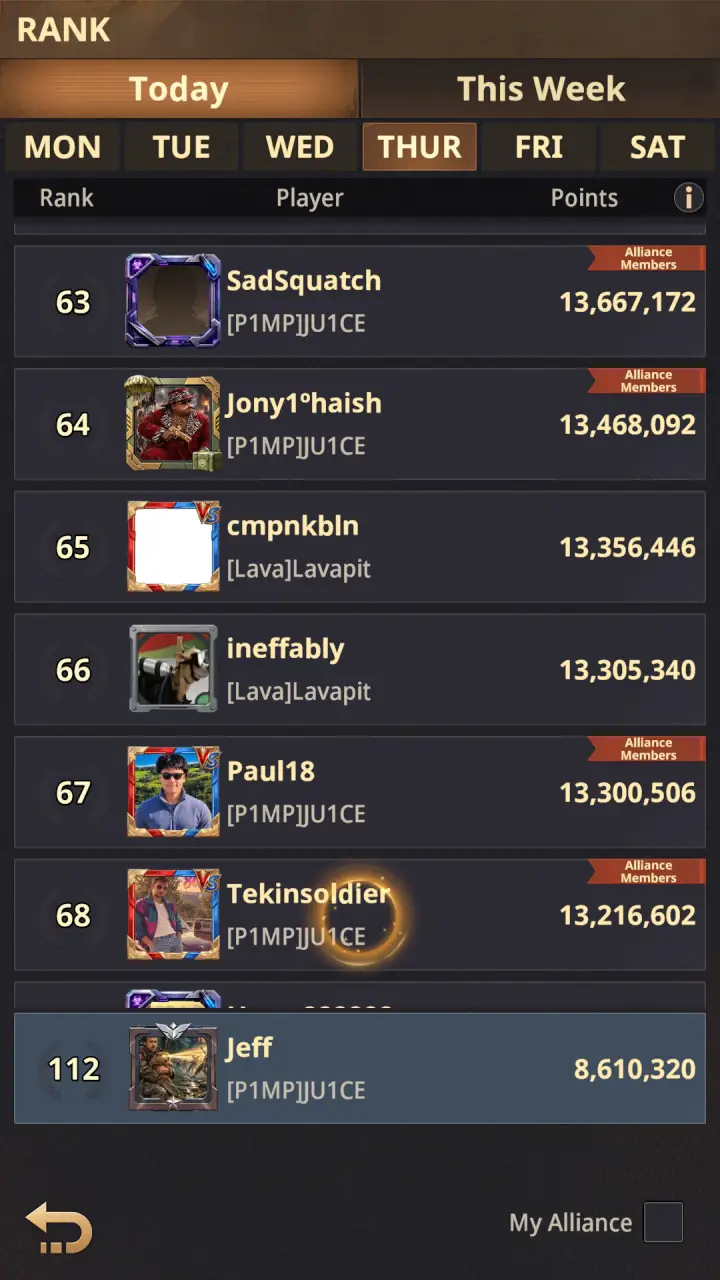 RANK
Today
This Week
MON
TUE
WED
THUR
FRI
SAT
Rank
Player
Points
63
SadSquatch
[P1MP]JU1CE
Alliance
Members
13,667,172
64
Jony1ºhaish
[P1MP]JU1CE
Alliance
Members
13,468,092
65
VS
cmpnkbln
[Lava]Lavapit
13,356,446
66
ineffably
[Lava]Lavapit
13,305,340
67
VS
Paul18
[P1MP]JU1CE
Alliance
Members
13,300,506
68
VS
Tekinsoldier
[P1MP]JU1CE
Alliance
Members
13,216,602
112
Jeff
[P1MP]JU1CE
8,610,320
My Alliance